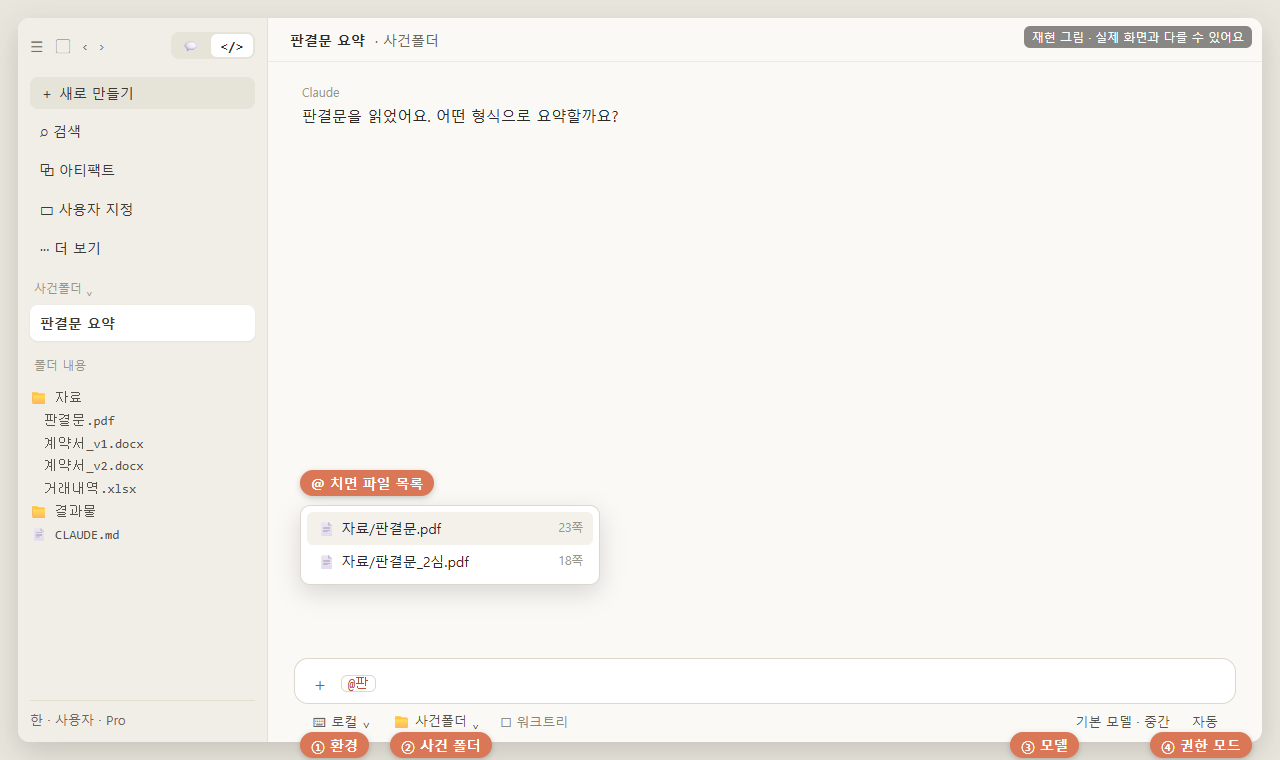 </>
+ 새로 만들기
검색
아티팩트
사용자 지정
··· 더 보기
사건폴더
판결문 요약
폴더 내용
자료
판결문.pdf
계약서_v1.docx
계약서_v2.docx
거래내역.xlsx
결과물
CLAUDE.md
한 · 사용자 · Pro
판결문 요약 · 사건폴더
재현 그림 · 실제 화면과 다를 수 있어요
Claude
판결문을 읽었어요. 어떤 형식으로 요약할까요?
@ 치면 파일 목록
자료/판결문.pdf 23쪽
자료/판결문_2심.pdf 18쪽
+ @판
로컬 사건폴더 워크트리 기본 모델 · 중간 자동
① 환경 ② 사건 폴더 ③ 모델 ④ 권한 모드